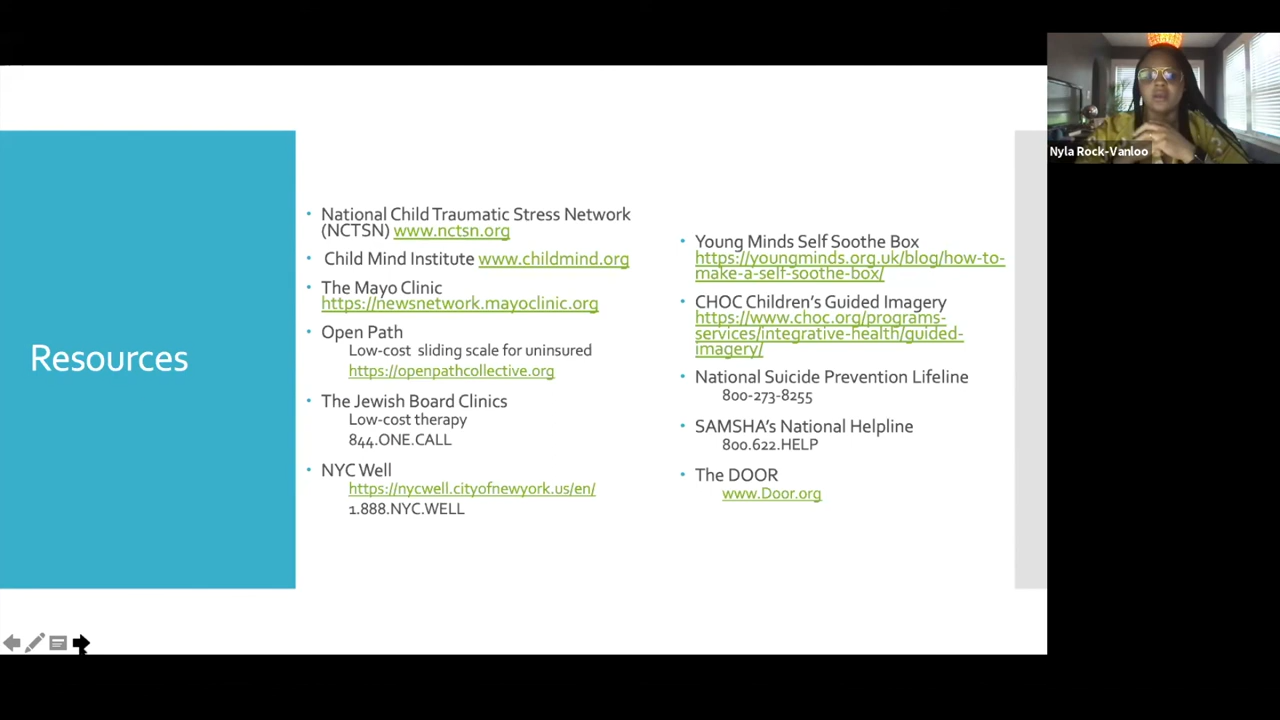 Resources
National Child Traumatic Stress Network
(NCTSN) www.nctsn.org
Child Mind Institute www.childmind.org
The Mayo Clinic
https://newsnetwork.mayoclinic.org
Open Path
Low-cost sliding scale for uninsured
https://openpathcollective.org
The Jewish Board Clinics
Low-cost therapy
844.ONE.CALL
NYC Well
https://nycwell.cityofnewyork.us/en/
1.888.NYC.WELL
Young Minds Self Soothe Box
https://youngminds.org.uk/blog/how-to-
make-a-self-soothe-box/
CHOC Children's Guided Imagery
https://www.choc.org/programs-
services/integrative-health/guided-
imagery/
National Suicide Prevention Lifeline
800-273-8255
SAMSHA's National Helpline
800.622.HELP
The DOOR
www.Door.org
Nyla Rock-Vanloo